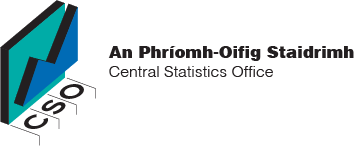 An Phríomh-Oifig Staidrimh
Central Statistics Office
CSO